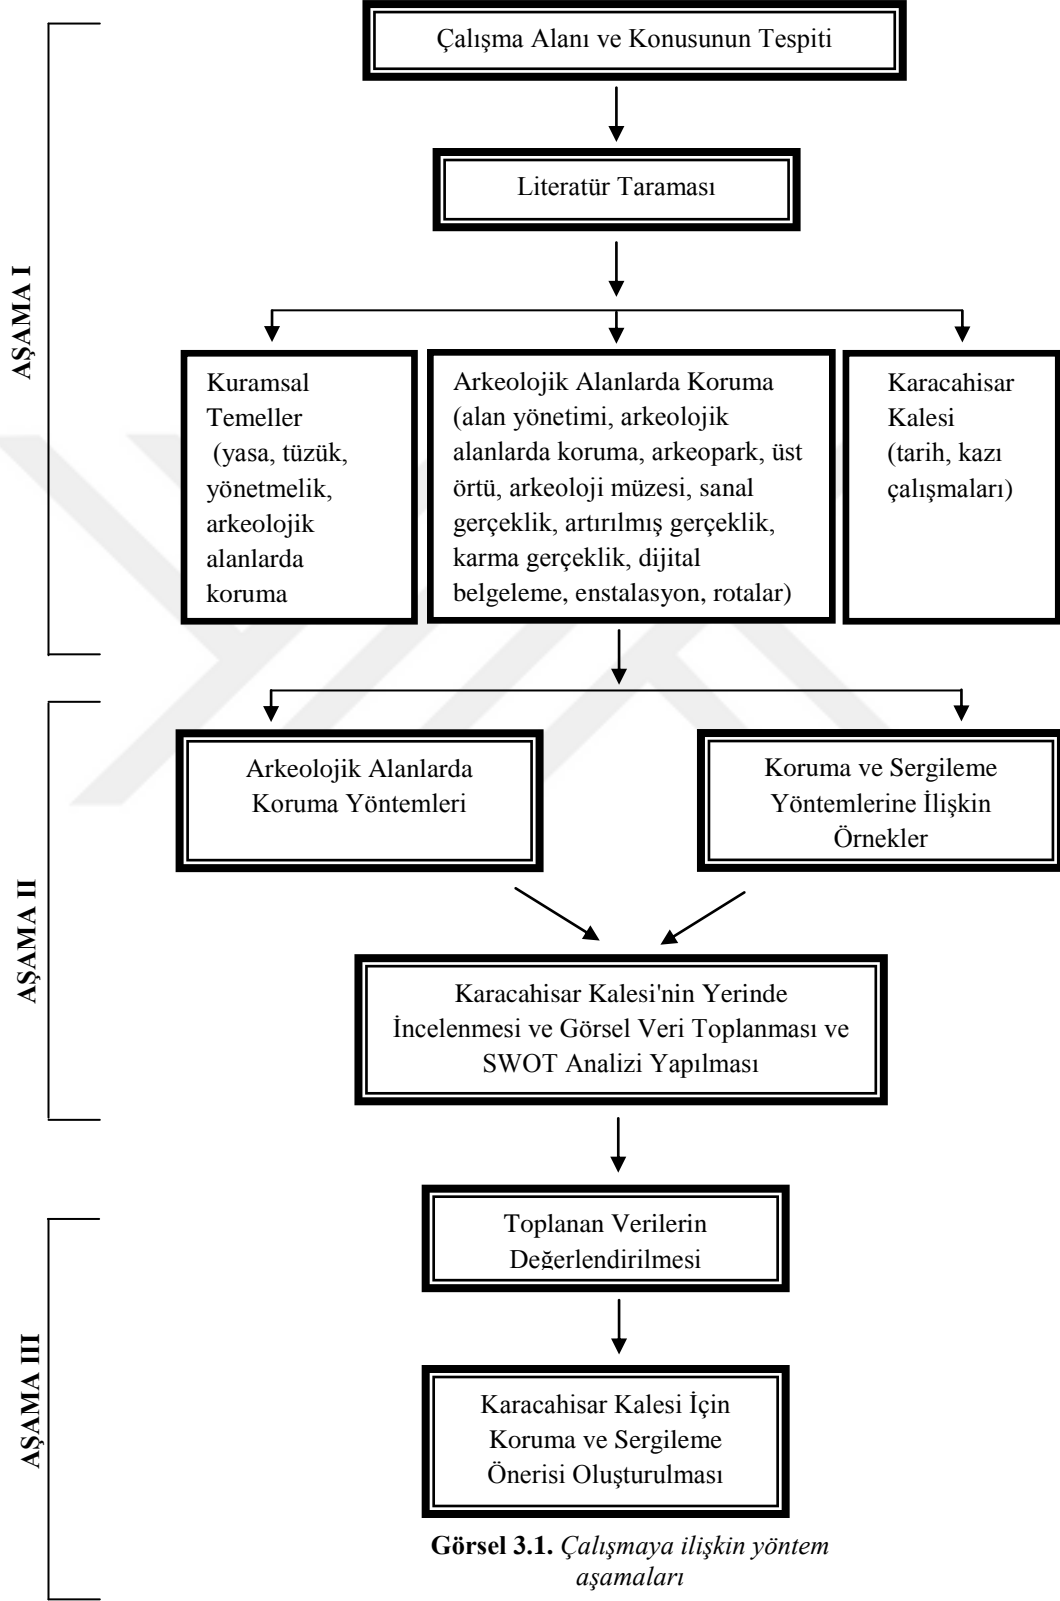 Çalışma Alanı ve Konusunun Tespiti
Literatür Taraması
AŞAMA I
Kuramsal
Temeller
(yasa, tüzük,
yönetmelik,
arkeolojik
alanlarda
koruma
Arkeolojik Alanlarda Koruma
(alan yönetimi, arkeolojik
alanlarda koruma, arkeopark, üst
örtü, arkeoloji müzesi, sanal
gerçeklik, artırılmış gerçeklik,
karma gerçeklik, dijital
belgeleme, enstalasyon, rotalar)
Karacahisar
Kalesi
(tarih, kazı
çalışmaları)
AŞAMA II
Arkeolojik Alanlarda
Koruma Yöntemleri
Koruma ve Sergileme
Yöntemlerine İlişkin
Örnekler
Karacahisar Kalesi'nin Yerinde
İncelenmesi ve Görsel Veri Toplanması ve
SWOT Analizi Yapılması
AŞAMA III
Toplanan Verilerin
Değerlendirilmesi
Karacahisar Kalesi İçin
Koruma ve Sergileme
Önerisi Oluşturulması
Görsel 3.1. Çalışmaya ilişkin yöntem
aşamaları